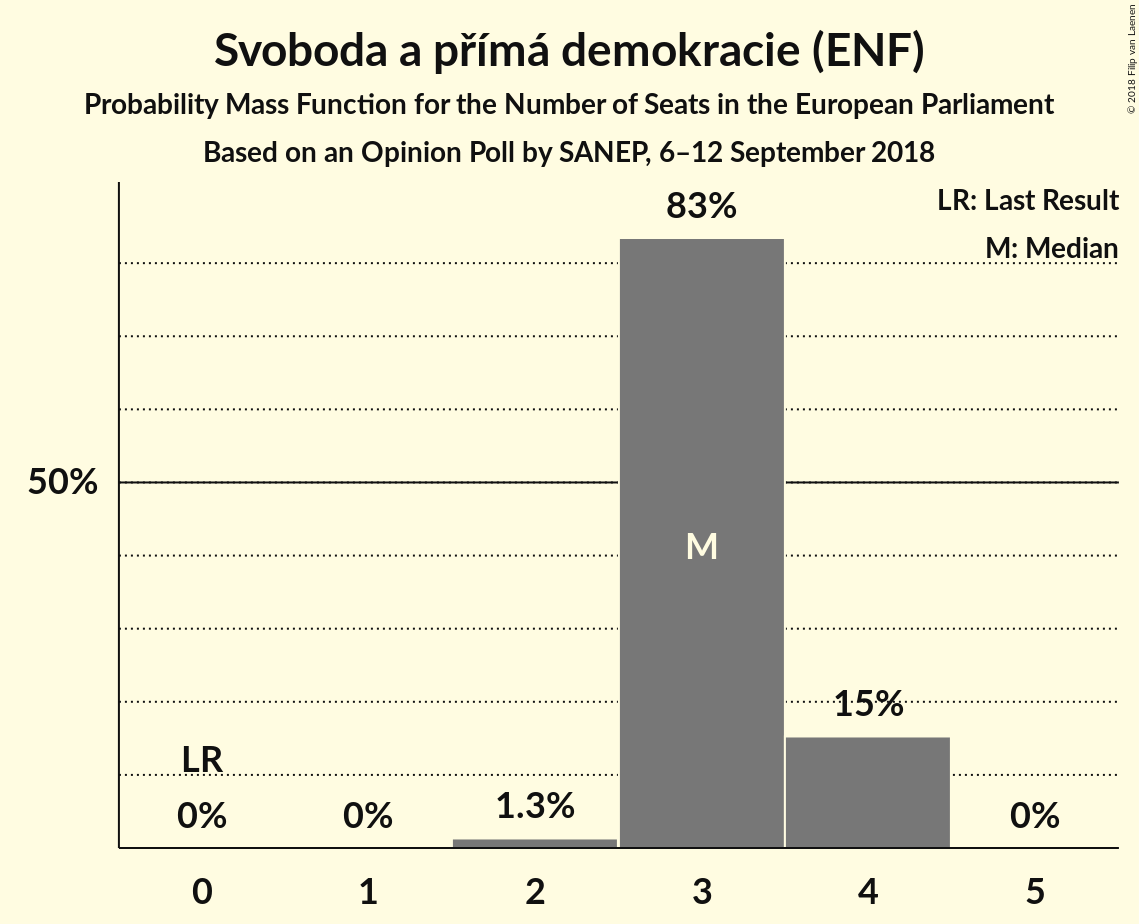 Svoboda a přímá demokracie (ENF)
Probability Mass Function for the Number of Seats in the European Parliament
Based on an Opinion Poll by SANEP, 6–12 September 2018
© 2018 Filip van Laenen
LR: Last Result
M: Median
83%
50%
M
15%
LR
0%
0%
1.3%
0%
0 1 2 3 4 5